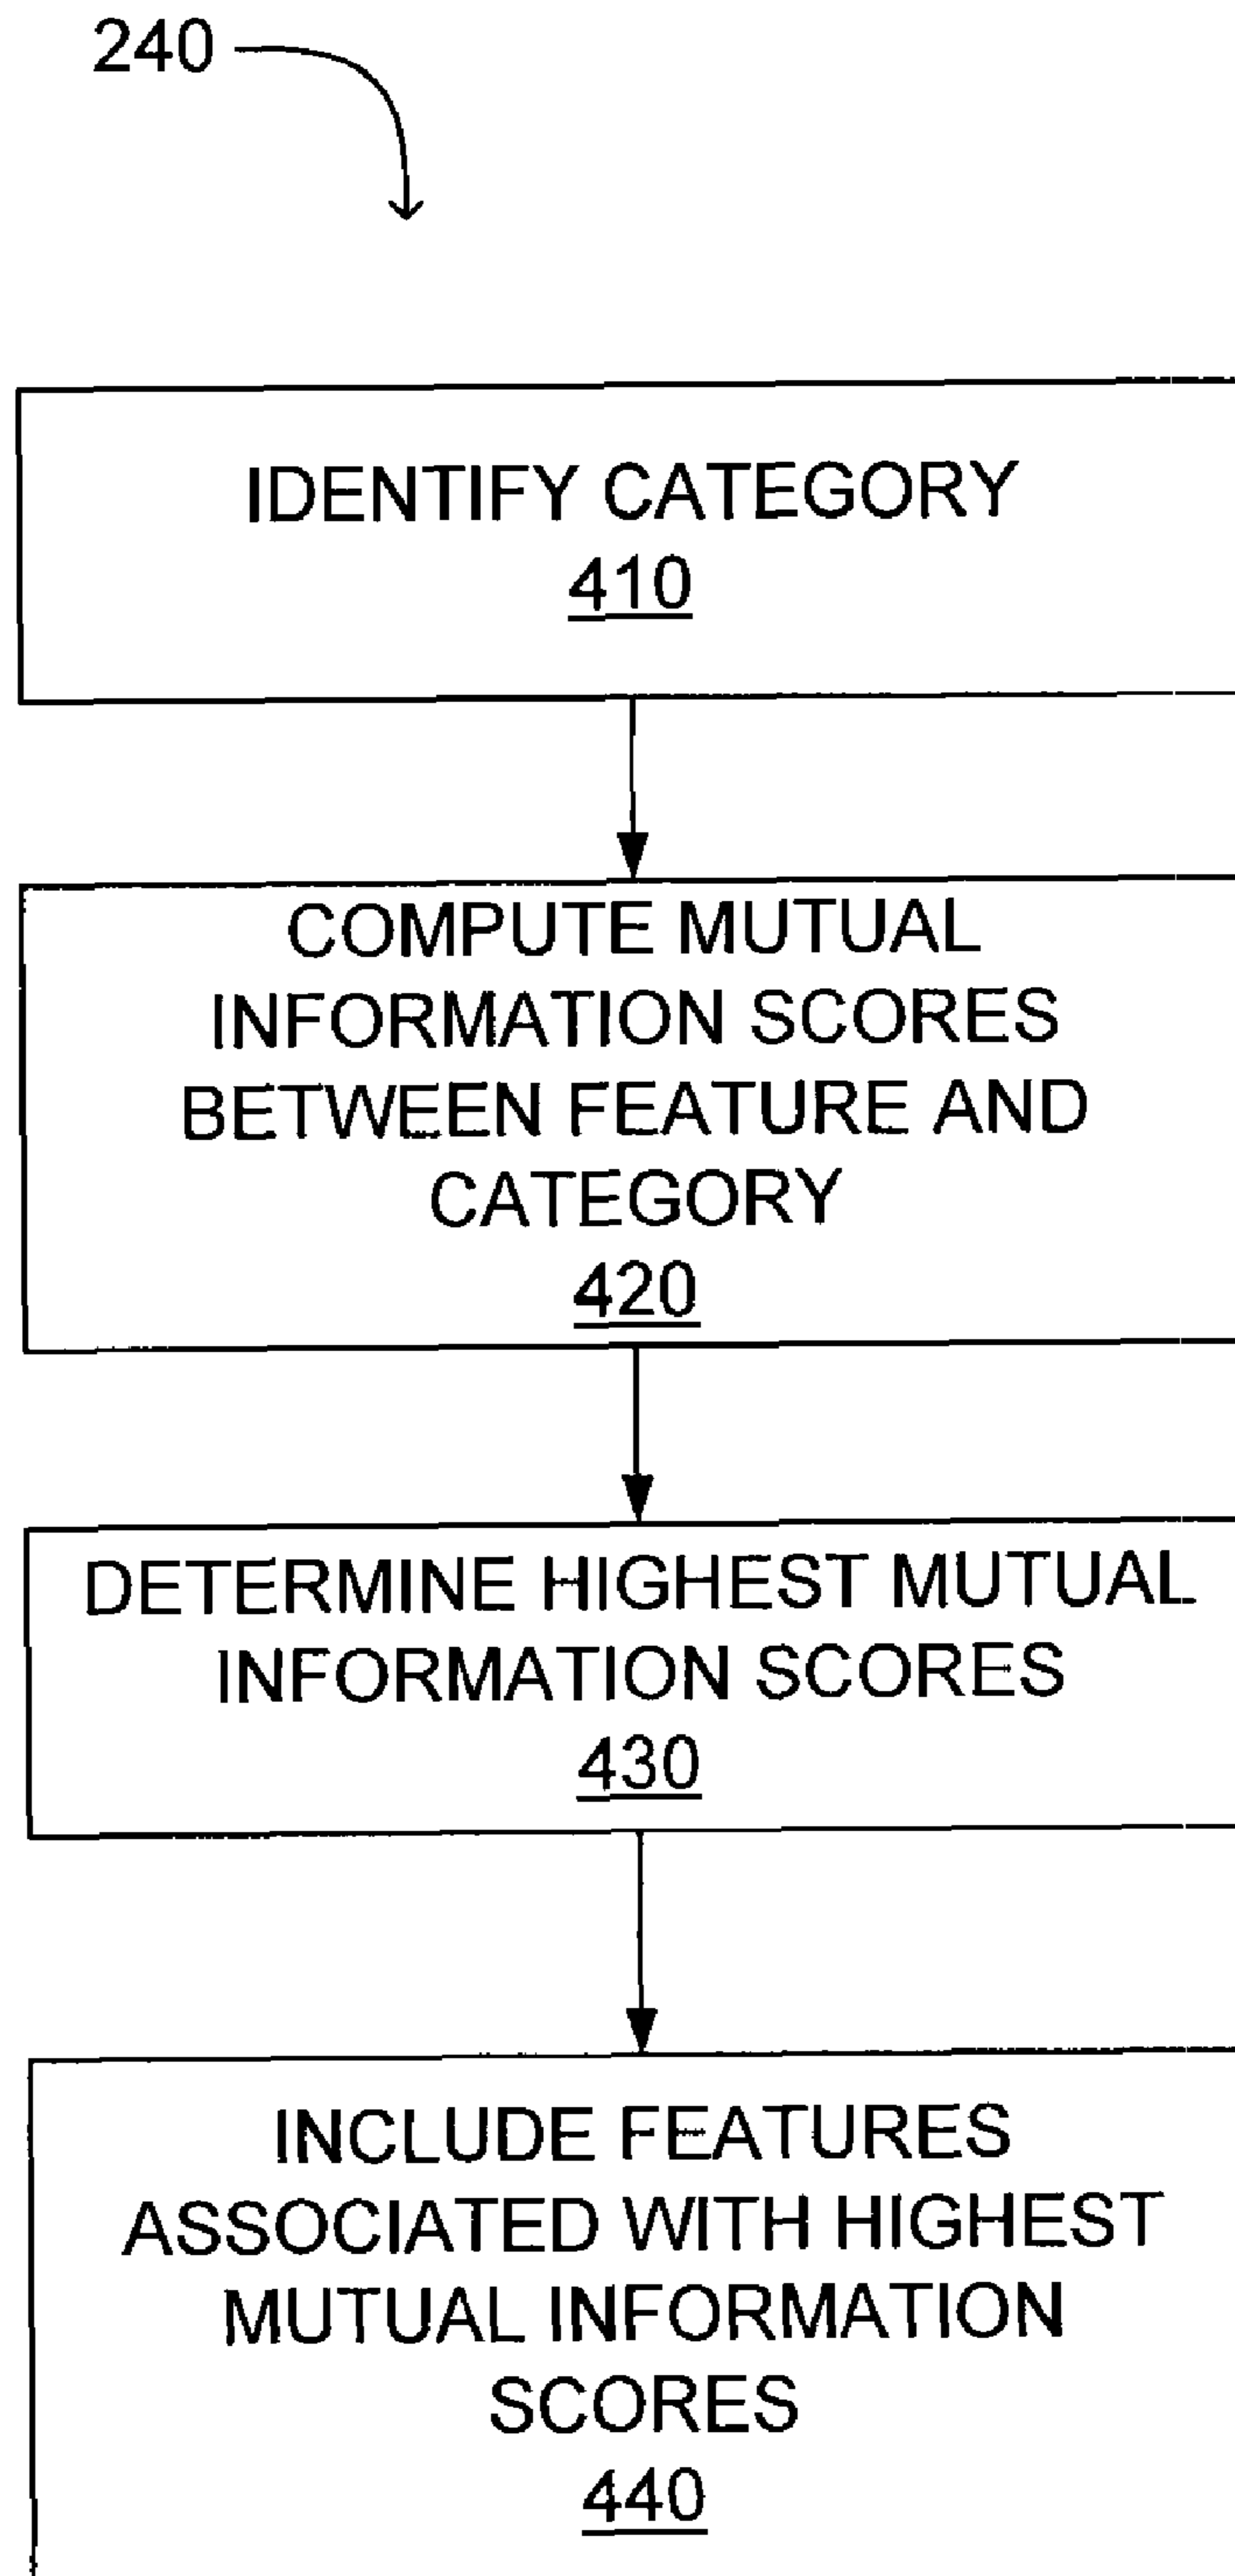 240
IDENTIFY CATEGORY
410
COMPUTE MUTUAL
INFORMATION SCORES
BETWEEN FEATURE AND
CATEGORY
420
DETERMINE HIGHEST MUTUAL
INFORMATION SCORES
430
INCLUDE FEATURES
ASSOCIATED WITH HIGHEST
MUTUAL INFORMATION
SCORES
440